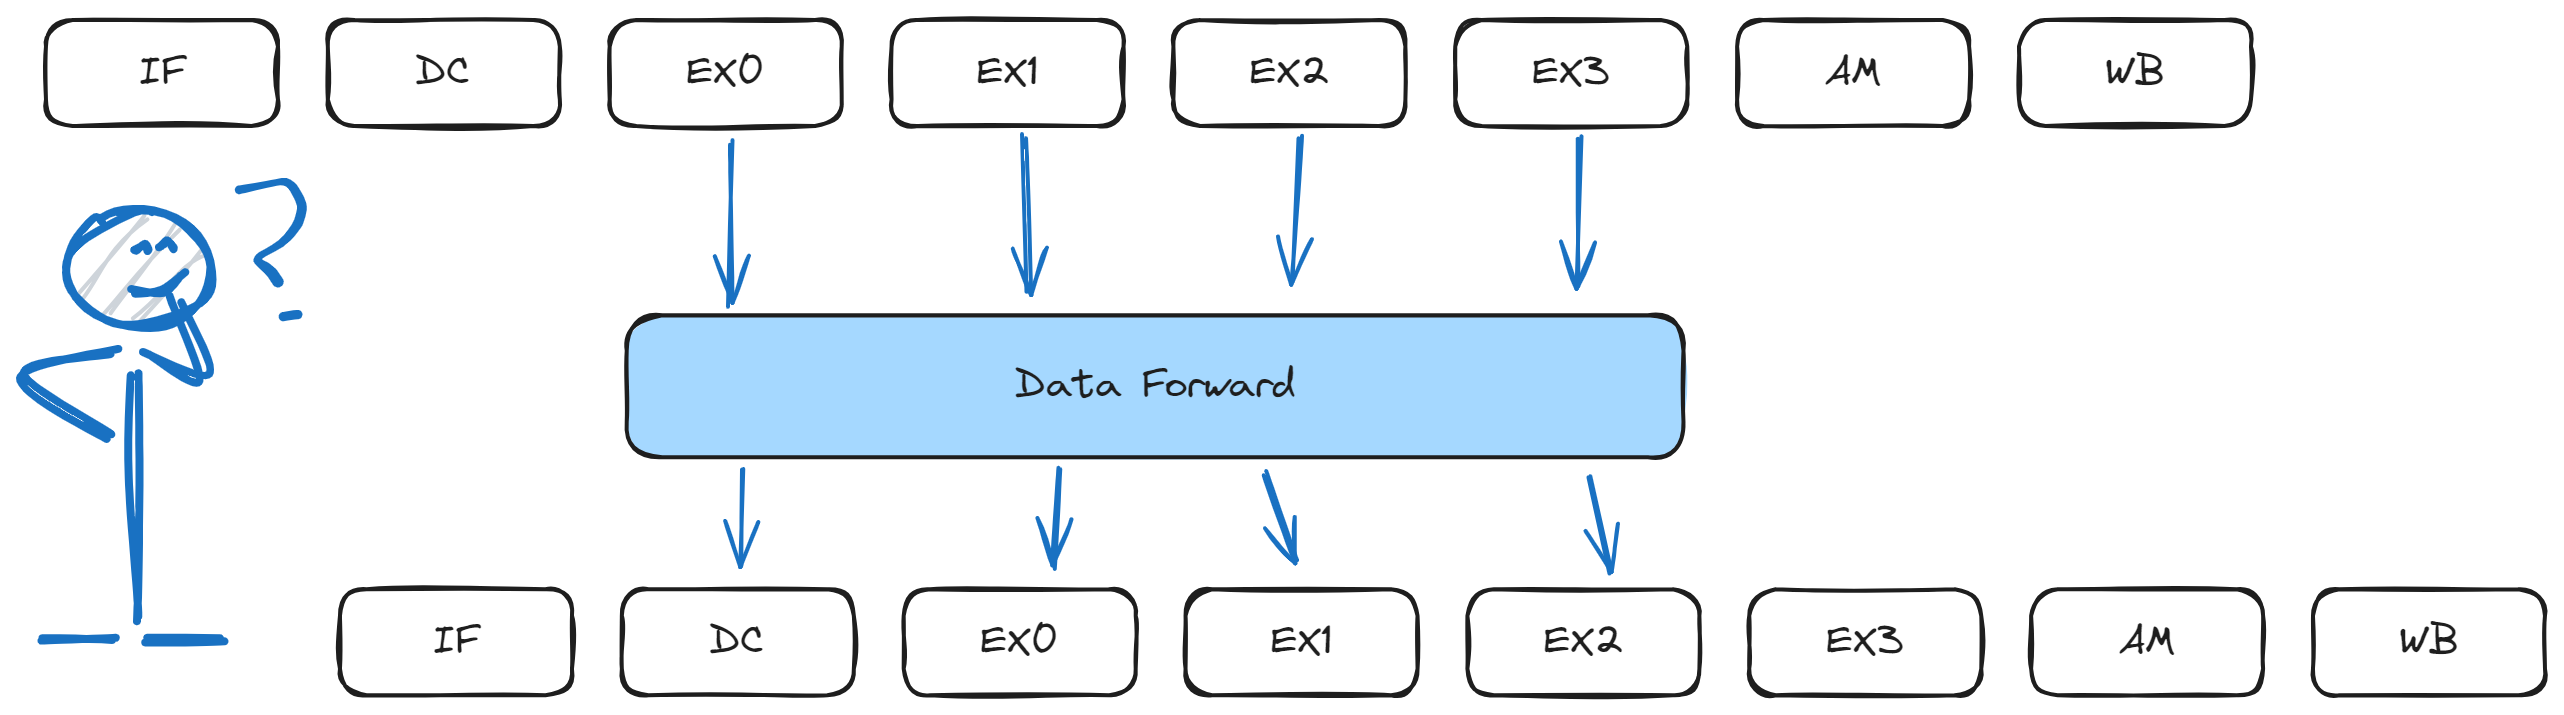 IF DC EX0 EX1 EX2 EX3 AM WB
?
Data Forward
IF DC EX0 EX1 EX2 EX3 AM WB